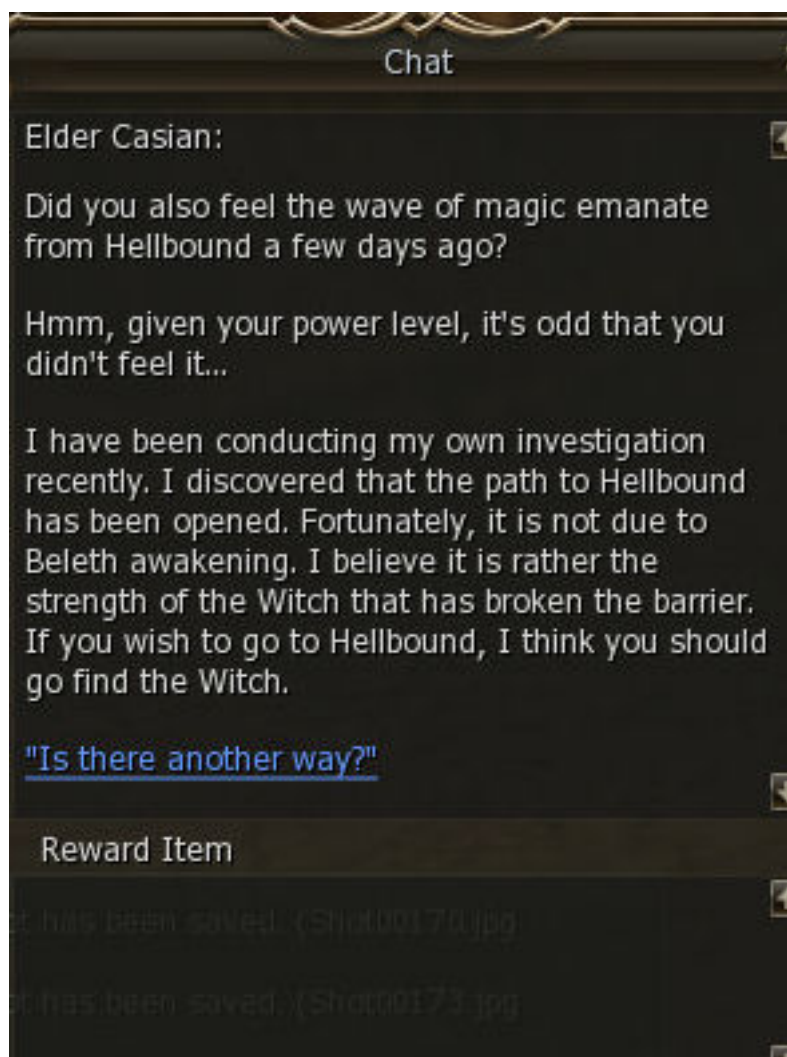 Chat
Elder Casian:
Did you also feel the wave of magic emanate
from Hellbound a few days ago?
Hmm, given your power level, it's odd that you
didn't feel it...
I have been conducting my own investigation
recently. I discovered that the path to Hellbound
has been opened. Fortunately, it is not due to
Beleth awakening. I believe it is rather the
strength of the Witch that has broken the barrier.
If you wish to go to Hellbound, I think you should
go find the Witch.
"Is there another way?"
Reward Item
has been saved. (Shot00170.jpg
has been saved. (Shot00173.jpg